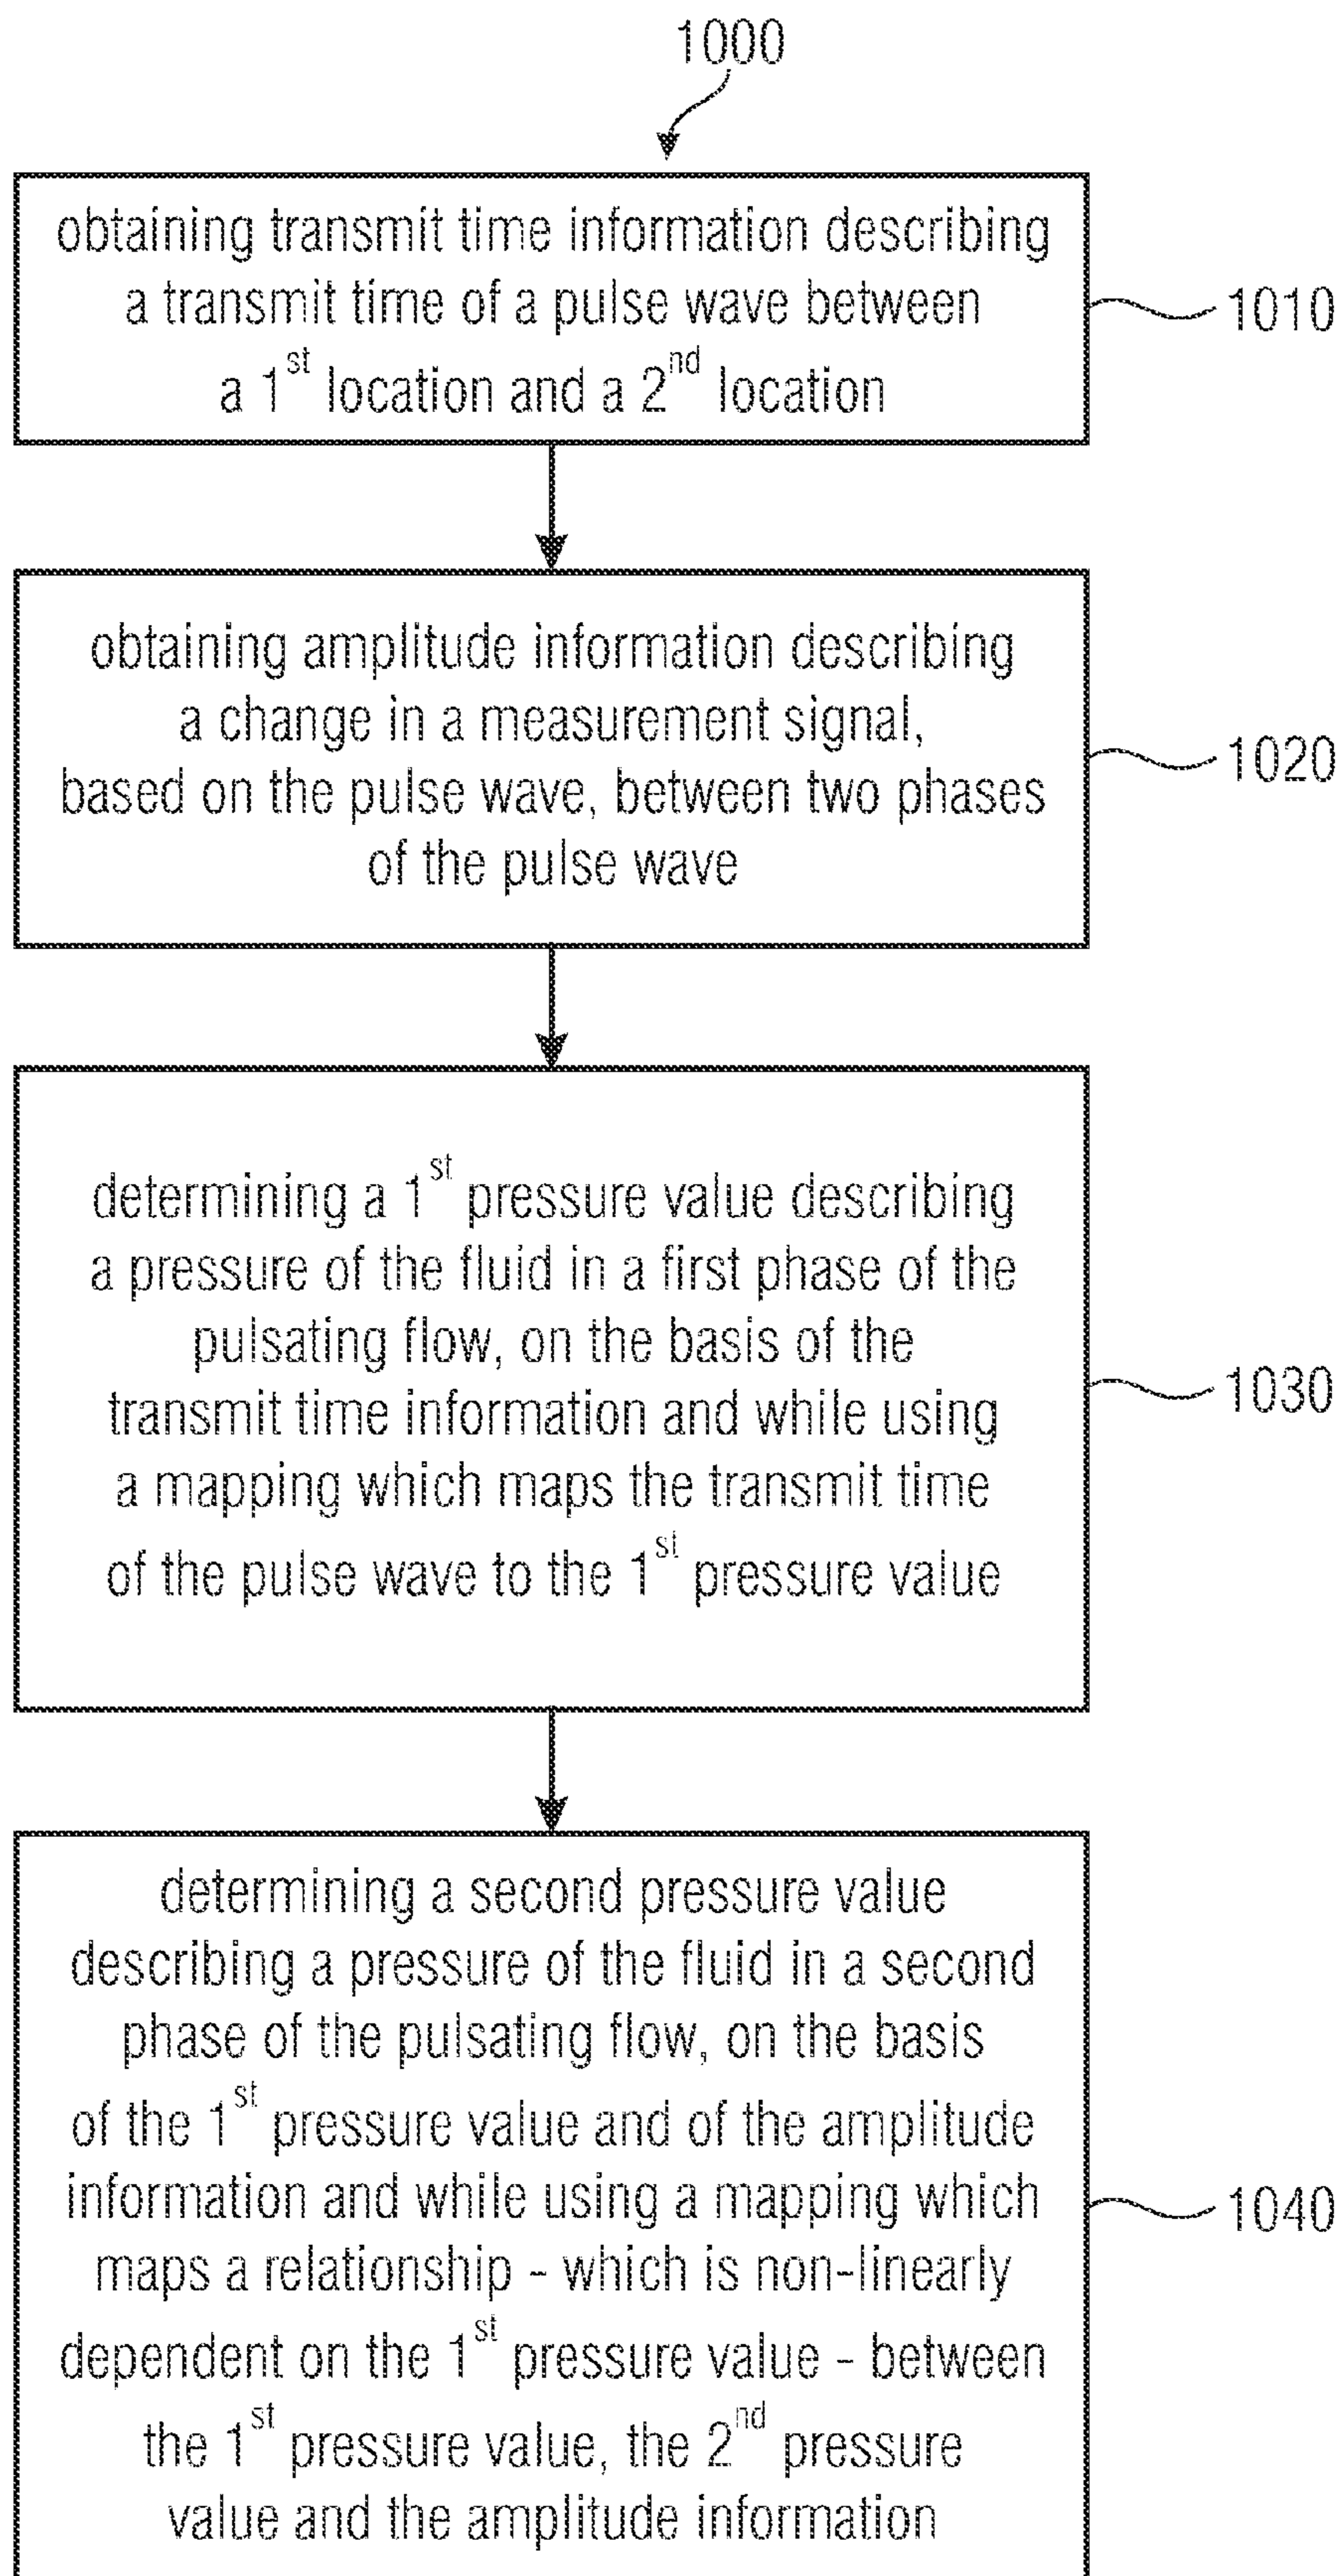 1000
obtaining transmit time information describing
a transmit time of a pulse wave between
a 1st location and a 2nd location
1010
obtaining amplitude information describing
a change in a measurement signal,
based on the pulse wave, between two phases
of the pulse wave
1020
determining a 1st pressure value describing
a pressure of the fluid in a first phase of the
pulsating flow, on the basis of the
transmit time information and while using
a mapping which maps the transmit time
of the pulse wave to the 1st pressure value
1030
determining a second pressure value
describing a pressure of the fluid in a second
phase of the pulsating flow, on the basis
of the 1st pressure value and of the amplitude
information and while using a mapping which
maps a relationship - which is non-linearly
dependent on the 1st pressure value - between
the 1st pressure value, the 2nd pressure
value and the amplitude information
1040